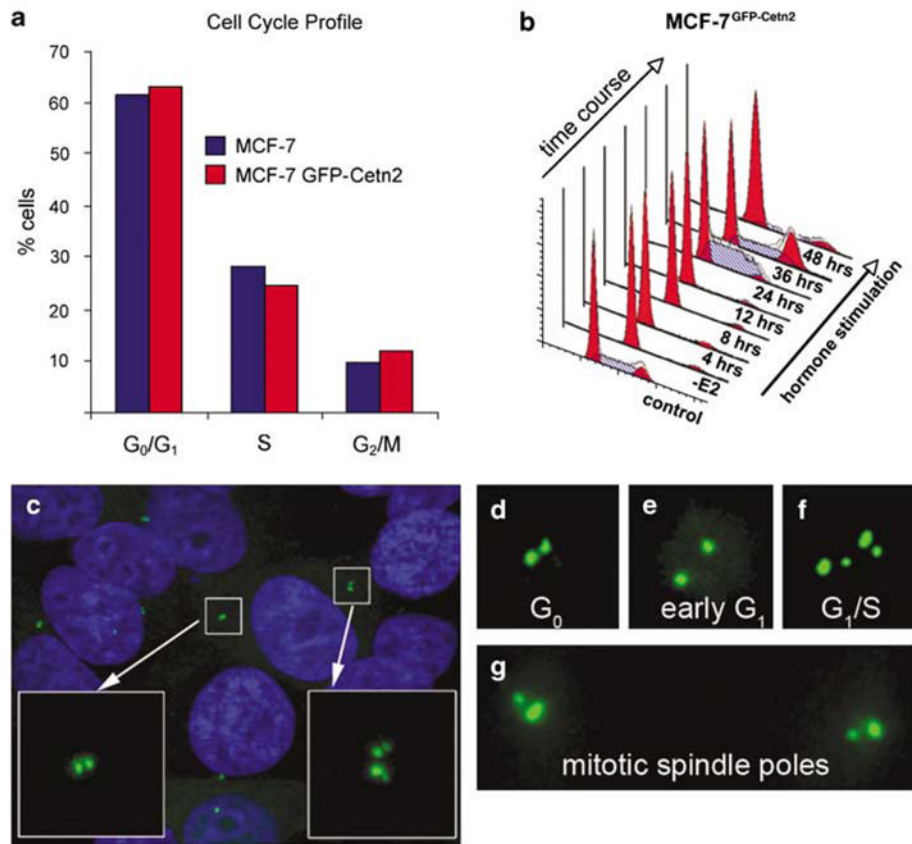 a
Cell Cycle Profile
70
60
50
40
30
20
10
% cells
MCF-7
MCF-7 GFP-Cetn2
G₀/G₁
S
G₂/M
b
MCF-7^GFP-Cetn2
time course
48 hrs
36 hrs
24 hrs
12 hrs
8 hrs
4 hrs
-E2
control
hormone stimulation
c
d
G₀
e
early G₁
f
G₁/S
g
mitotic spindle poles